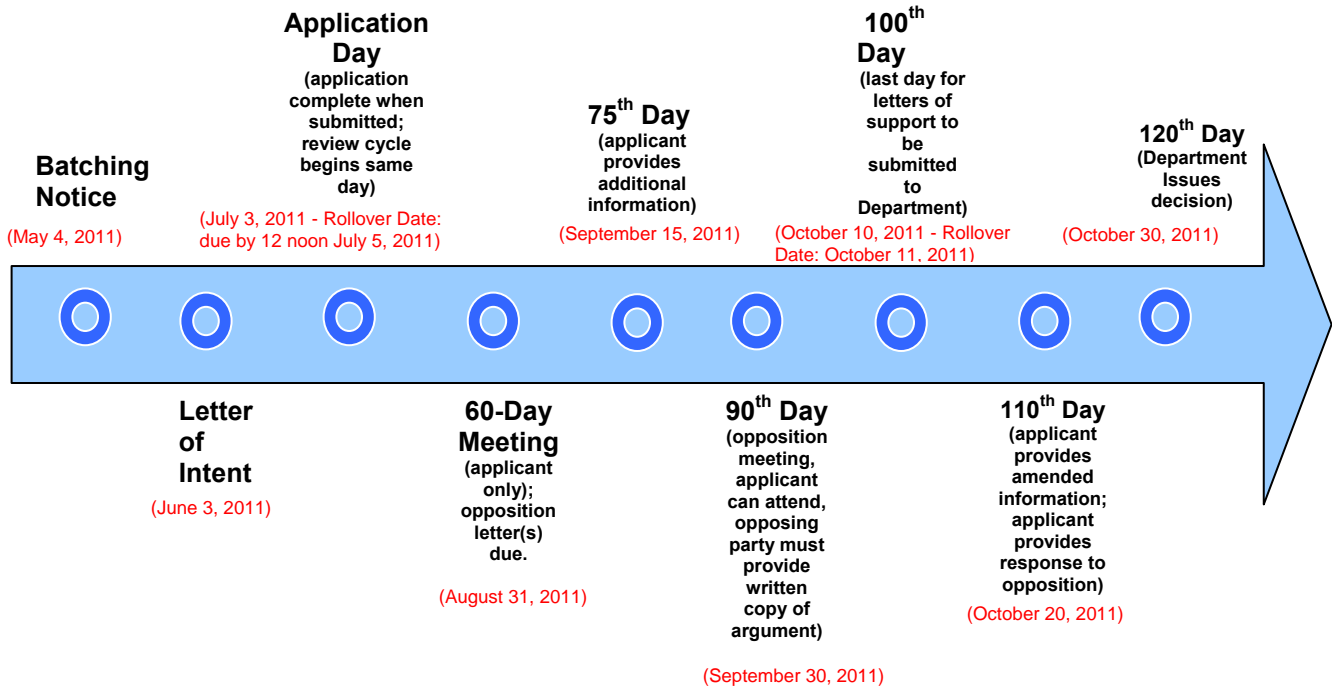 Batching
Notice
(May 4, 2011)
Letter
of
Intent
(June 3, 2011)
Application
Day
(application
complete when
submitted;
review cycle
begins same
day)
(July 3, 2011 - Rollover Date:
due by 12 noon July 5, 2011)
60-Day
Meeting
(applicant
only);
opposition
letter(s)
due.
(August 31, 2011)
75th Day
(applicant
provides
additional
information)
(September 15, 2011)
90th Day
(opposition
meeting,
applicant
can attend,
opposing
party must
provide
written
copy of
argument)
(September 30, 2011)
100th
Day
(last day for
letters of
support to
be
submitted
to
Department)
(October 10, 2011 - Rollover
Date: October 11, 2011)
110th Day
(applicant
provides
amended
information;
applicant
provides
response to
opposition)
(October 20, 2011)
120th Day
(Department
Issues
decision)
(October 30, 2011)